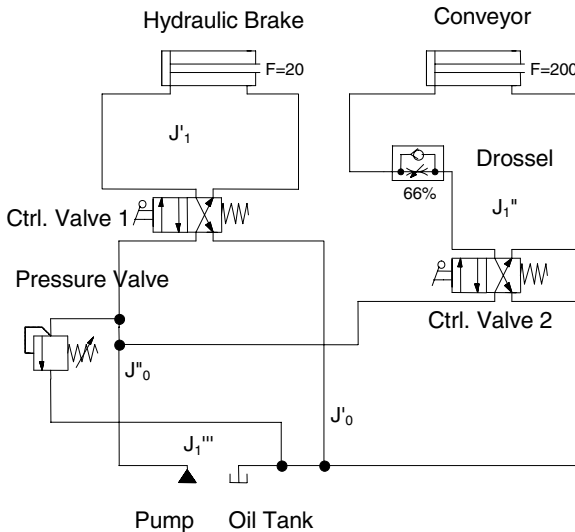 Hydraulic Brake
Conveyor
F=20
F=200
J'₁
Drossel
66%
J₁"
Ctrl. Valve 1
Pressure Valve
Ctrl. Valve 2
J"₀
J'₀
J₁'''
Pump
Oil Tank